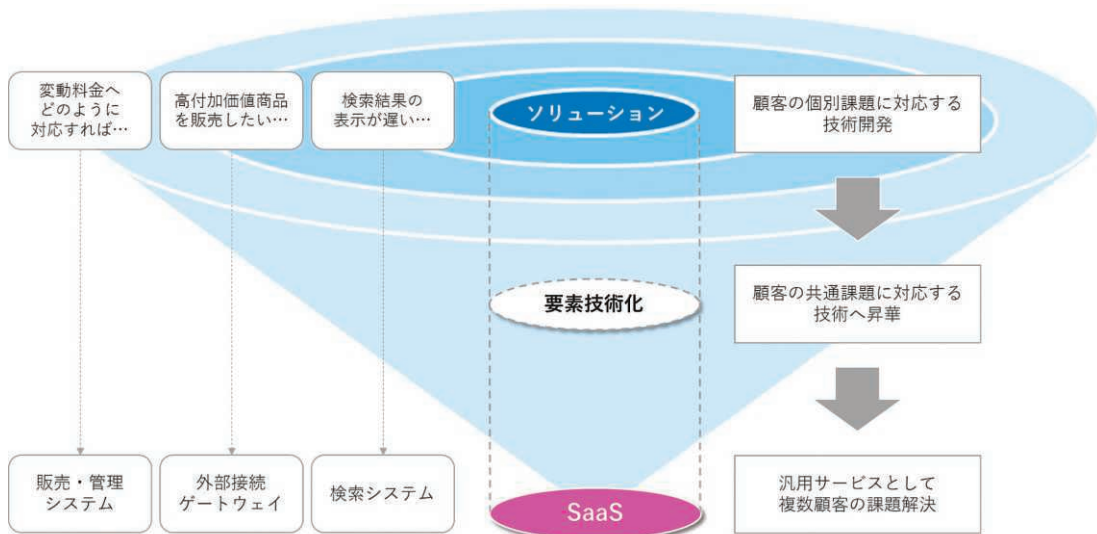 変動料金へ
どのように
対応すれば…
高付加価値商品
を販売したい…
検索結果の
表示が遅い…
ソリューション
顧客の個別課題に対応する
技術開発
要素技術化
顧客の共通課題に対応する
技術へ昇華
販売・管理
システム
外部接続
ゲートウェイ
検索システム
SaaS
汎用サービスとして
複数顧客の課題解決